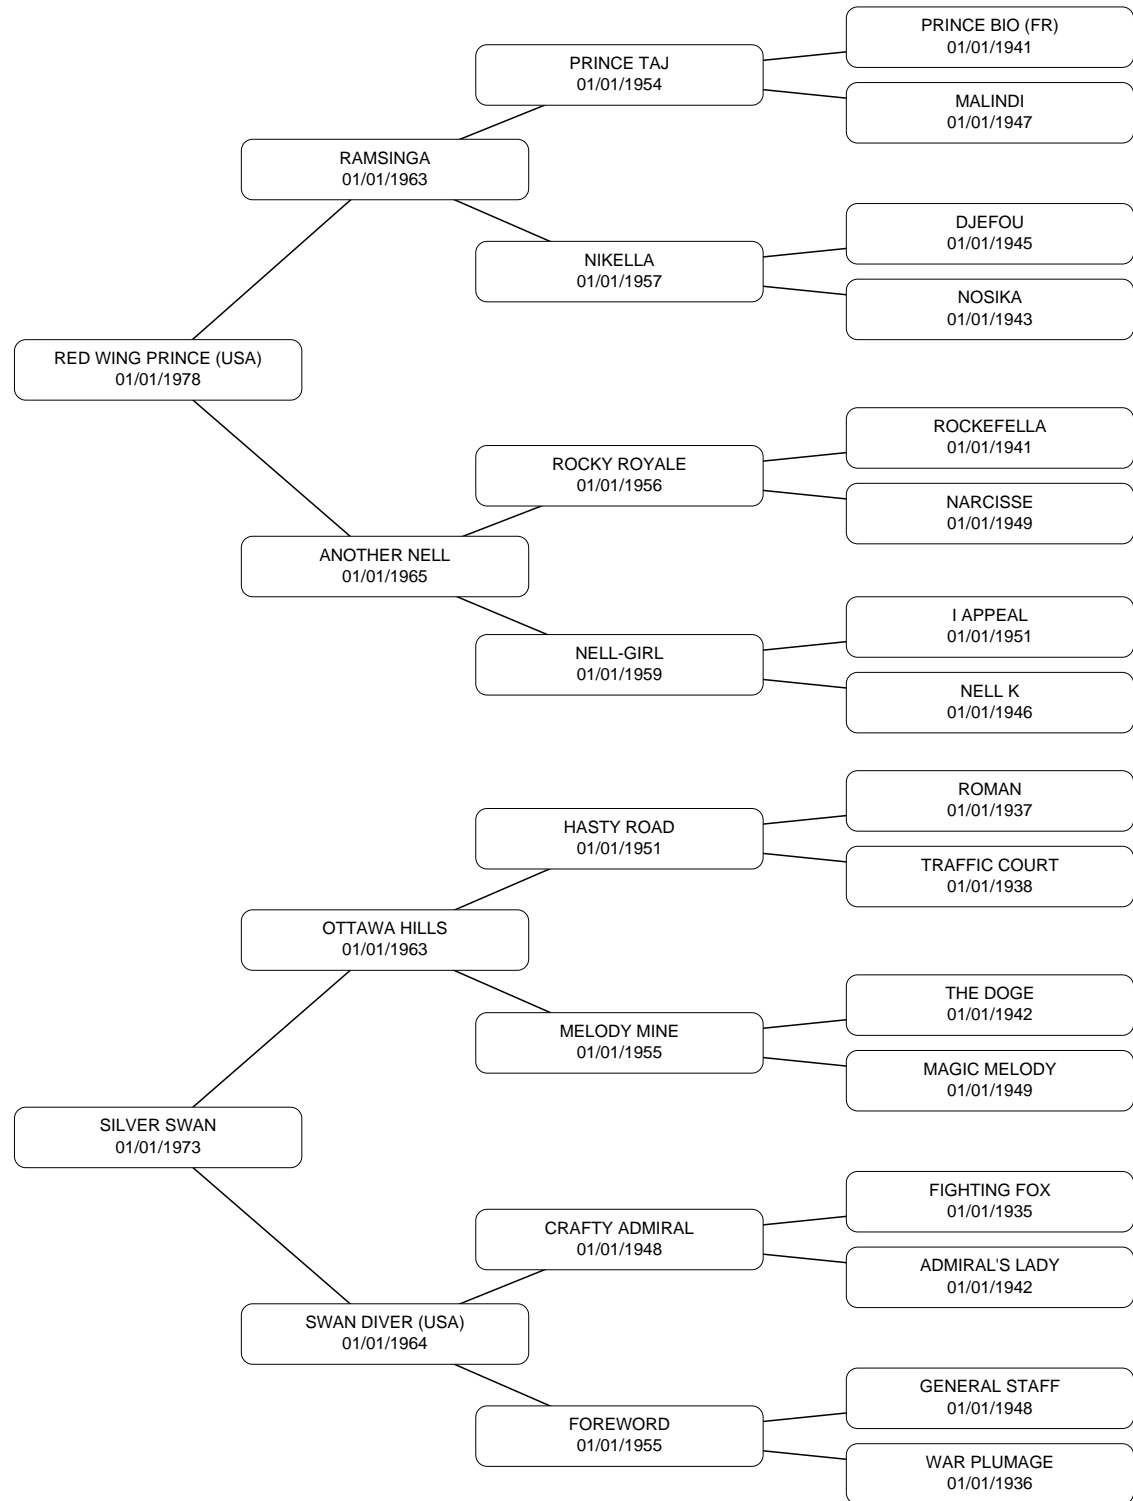 PRINCE BIO (FR)
01/01/1941
PRINCE TAJ
01/01/1954
MALINDI
01/01/1947
RAMSINGA
01/01/1963
DJEFOU
01/01/1945
NIKELLA
01/01/1957
NOSIKA
01/01/1943
RED WING PRINCE (USA)
01/01/1978
ROCKEFELLA
01/01/1941
ROCKY ROYALE
01/01/1956
NARCISSE
01/01/1949
ANOTHER NELL
01/01/1965
I APPEAL
01/01/1951
NELL-GIRL
01/01/1959
NELL K
01/01/1946
ROMAN
01/01/1937
HASTY ROAD
01/01/1951
TRAFFIC COURT
01/01/1938
OTTAWA HILLS
01/01/1963
THE DOGE
01/01/1942
MELODY MINE
01/01/1955
MAGIC MELODY
01/01/1949
SILVER SWAN
01/01/1973
FIGHTING FOX
01/01/1935
CRAFTY ADMIRAL
01/01/1948
ADMIRAL'S LADY
01/01/1942
SWAN DIVER (USA)
01/01/1964
GENERAL STAFF
01/01/1948
FOREWORD
01/01/1955
WAR PLUMAGE
01/01/1936